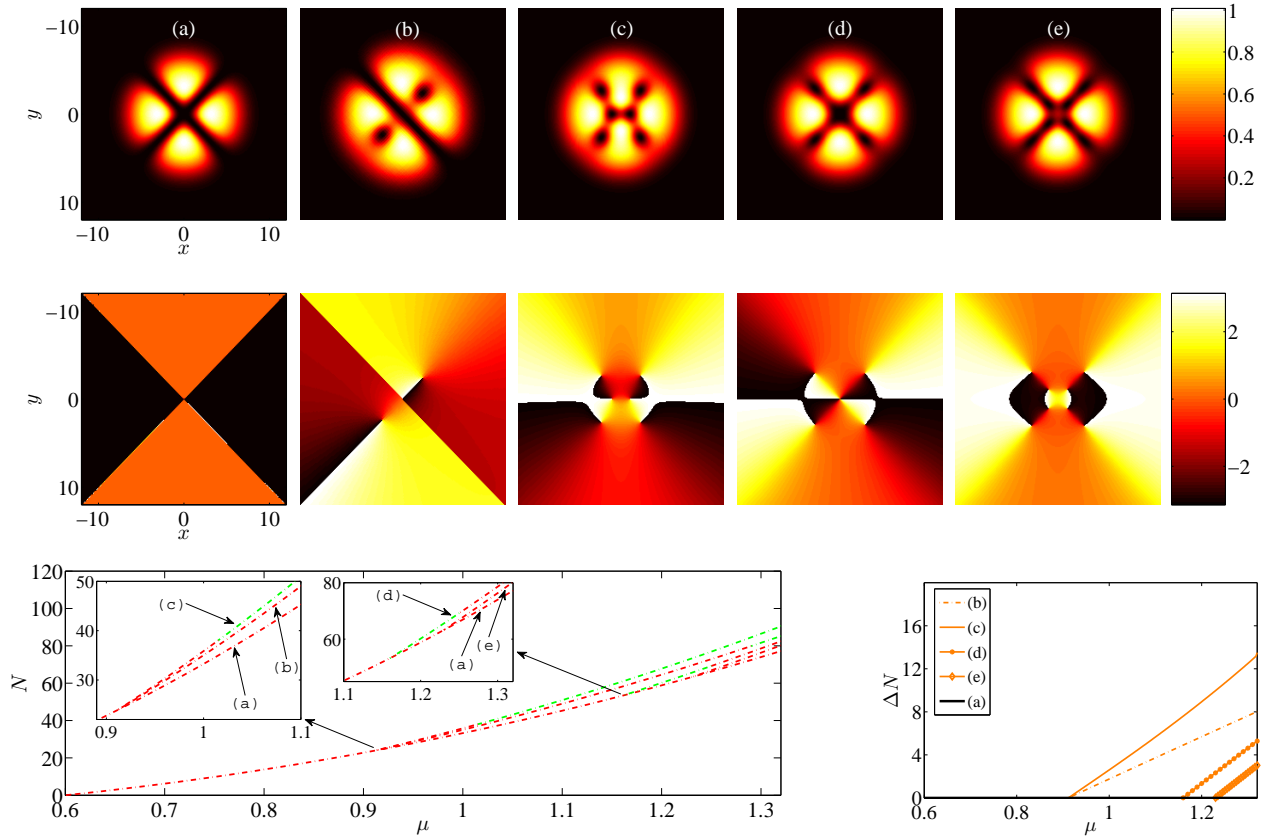 (a) (b) (c) (d) (e)
−10
0
10
y
−10 0 10
x
1
0.8
0.6
0.4
0.2
−10
0
10
y
−10 0 10
x
2
0
−2
120
100
80
60
40
20
0
N
0.6 0.7 0.8 0.9 1 1.1 1.2 1.3
μ
50
40
30
0.9 1 1.1
(c)
(b)
(a)
80
60
1.1 1.2 1.3
(d)
(a)
(e)
16
12
8
4
0
ΔN
0.6 0.8 1 1.2
μ
(b)
(c)
(d)
(e)
(a)